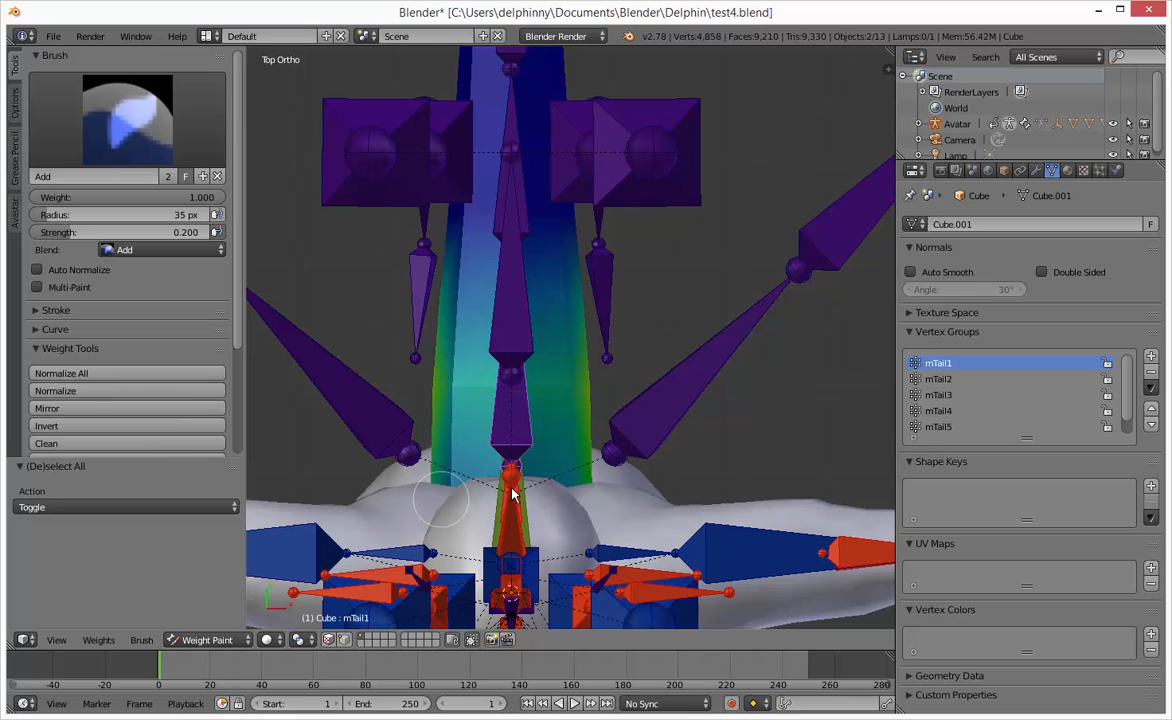 Blender* [C:\Users\delphinny\Documents\Blender\Delphin\test4.blend]
File Render Window Help Default Scene Blender Render v2.78 | Verts:4,858 | Faces:9,210 | Tris:9,330 | Objects:2/13 | Lamps:0/1 | Mem:56.42M | Cube
View Search All Scenes
Tools
Options
Grease Pencil
Avastar
Brush
Add 2 F
Weight: 1.000
Radius: 35 px
Strength: 0.200
Blend: Add
Auto Normalize
Multi-Paint
Stroke
Curve
Weight Tools
Normalize All
Normalize
Mirror
Invert
Clean
(De)select All
Action
Toggle
Top Ortho
(1) Cube : mTail1
View Weights Brush Weight Paint
Scene
RenderLayers
World
Avatar
Camera
Lamp
Cube Cube.001
Cube.001 F
Normals
Auto Smooth Double Sided
Angle: 30°
Texture Space
Vertex Groups
mTail1
mTail2
mTail3
mTail4
mTail5
Shape Keys
UV Maps
Vertex Colors
Geometry Data
Custom Properties
-40 -20 0 20 40 60 80 100 120 140 160 180 200 220 240 260 280
View Marker Frame Playback Start: 1 End: 250 1 No Sync